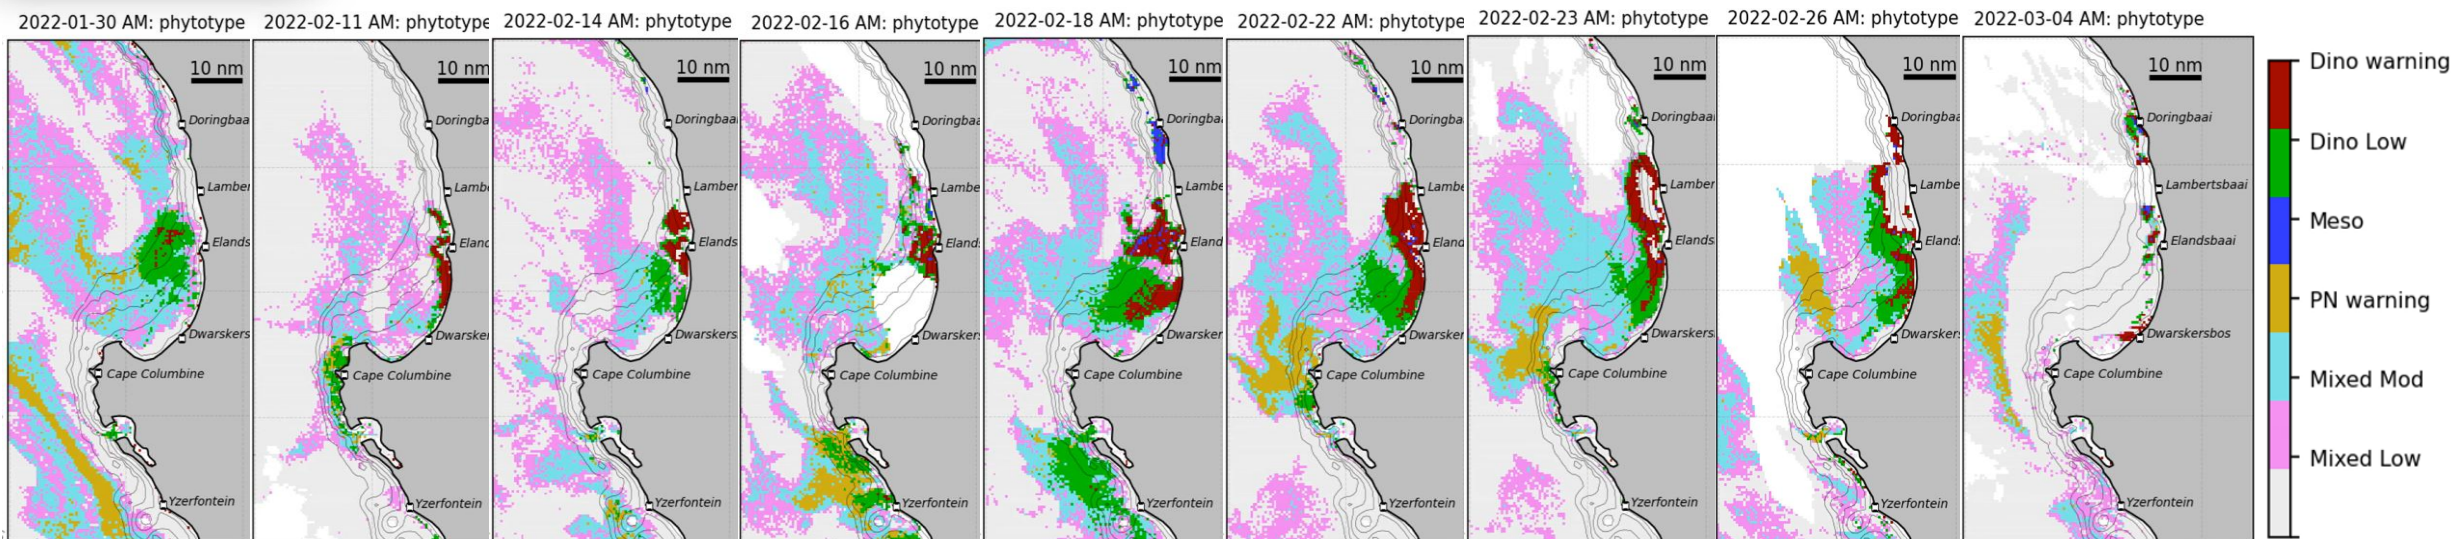 2022-01-30 AM: phytotype
10 nm
Doringbaa
Lamber
Elands
Dwarskers
Cape Columbine
Yzerfontein
2022-02-11 AM: phytotype
10 nm
Doringba
Lambe
Eland
Dwarsker
Cape Columbine
Yzerfontein
2022-02-14 AM: phytotype
10 nm
Doringbaa
Lamber
Elands
Dwarskers
Cape Columbine
Yzerfontein
2022-02-16 AM: phytotype
10 nm
Doringbaa
Lambe
Elands
Dwarskers
Cape Columbine
Yzerfontein
2022-02-18 AM: phytotype
10 nm
Doringba
Lamber
Eland
Dwarsker
Cape Columbine
Yzerfontein
2022-02-22 AM: phytotype
10 nm
Doringba
Lambe
Eland
Dwarskers
Cape Columbine
Yzerfontein
2022-02-23 AM: phytotype
10 nm
Doringbaa
Lamber
Elands
Dwarskers
Cape Columbine
Yzerfontein
2022-02-26 AM: phytotype
10 nm
Doringbaa
Lambe
Elands
Dwarskers
Cape Columbine
Yzerfontein
2022-03-04 AM: phytotype
10 nm
Doringbaai
Lambertsbaai
Elandsbaai
Dwarskersbos
Cape Columbine
Yzerfontein
Dino warning
Dino Low
Meso
PN warning
Mixed Mod
Mixed Low